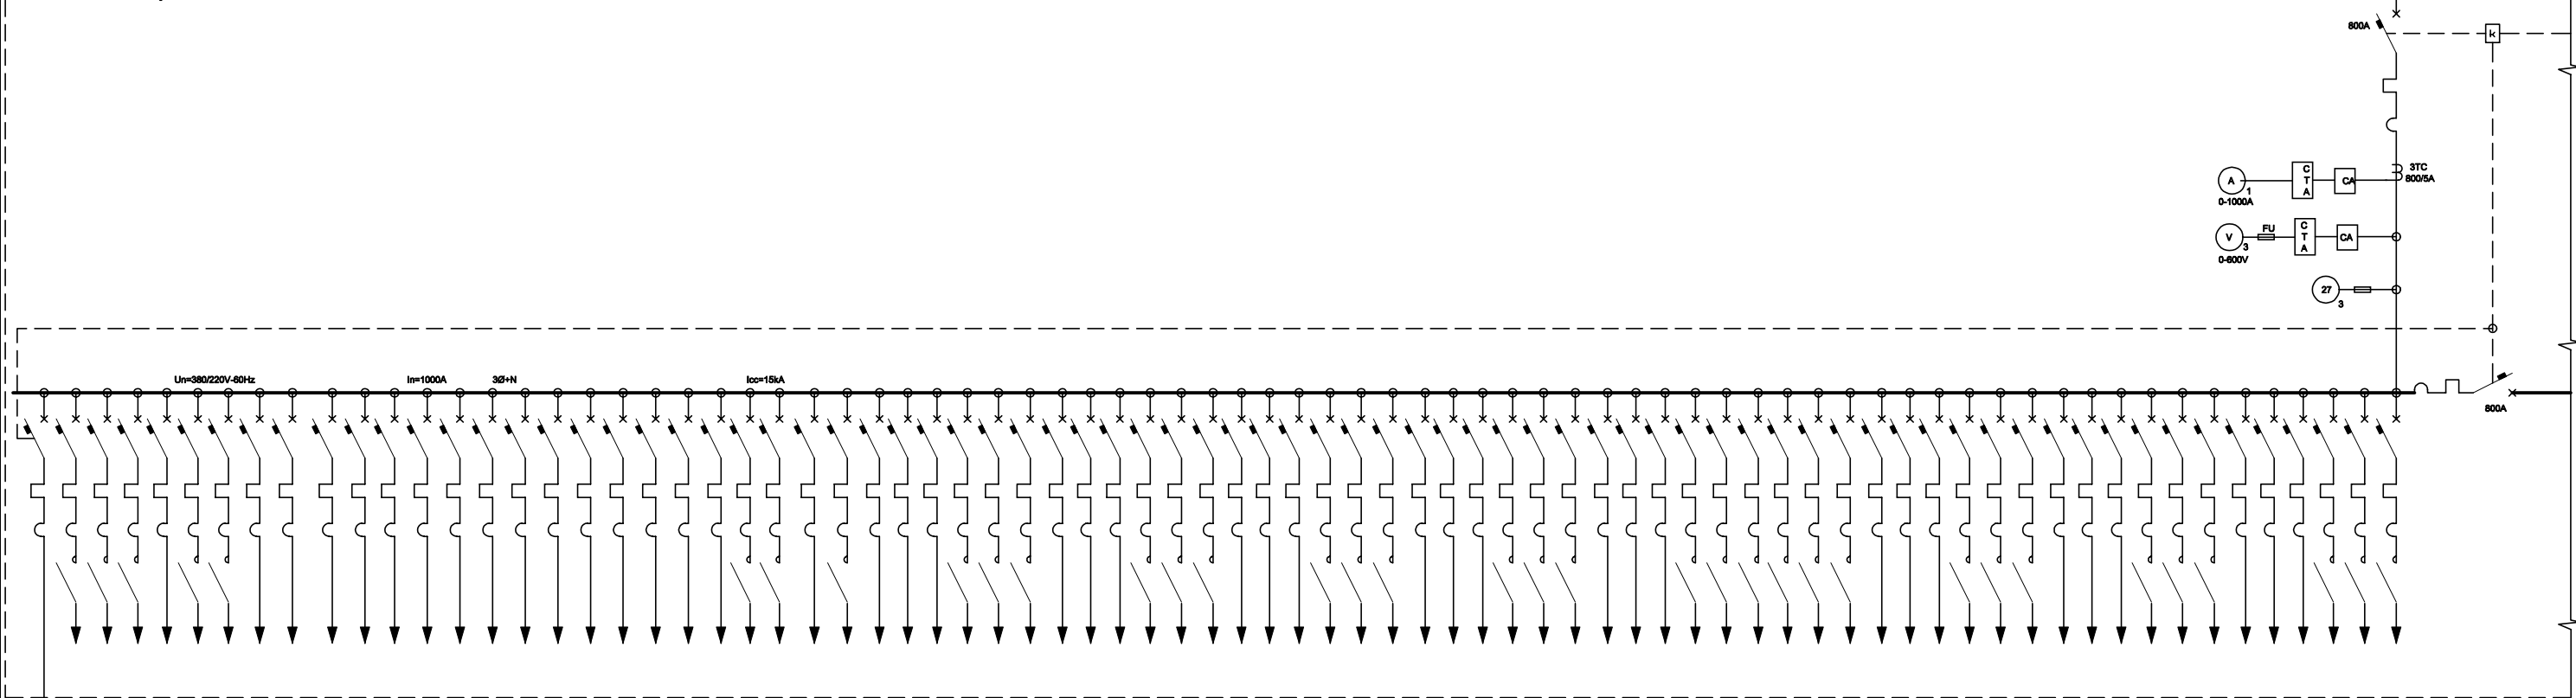 800A
k
3TC
800/5A
C
T
A
CA
A
1
0-1000A
FU
C
T
A
CA
V
3
0-600V
27
3
Un=380/220V-60Hz
In=1000A
3Ø+N
Icc=15kA
800A